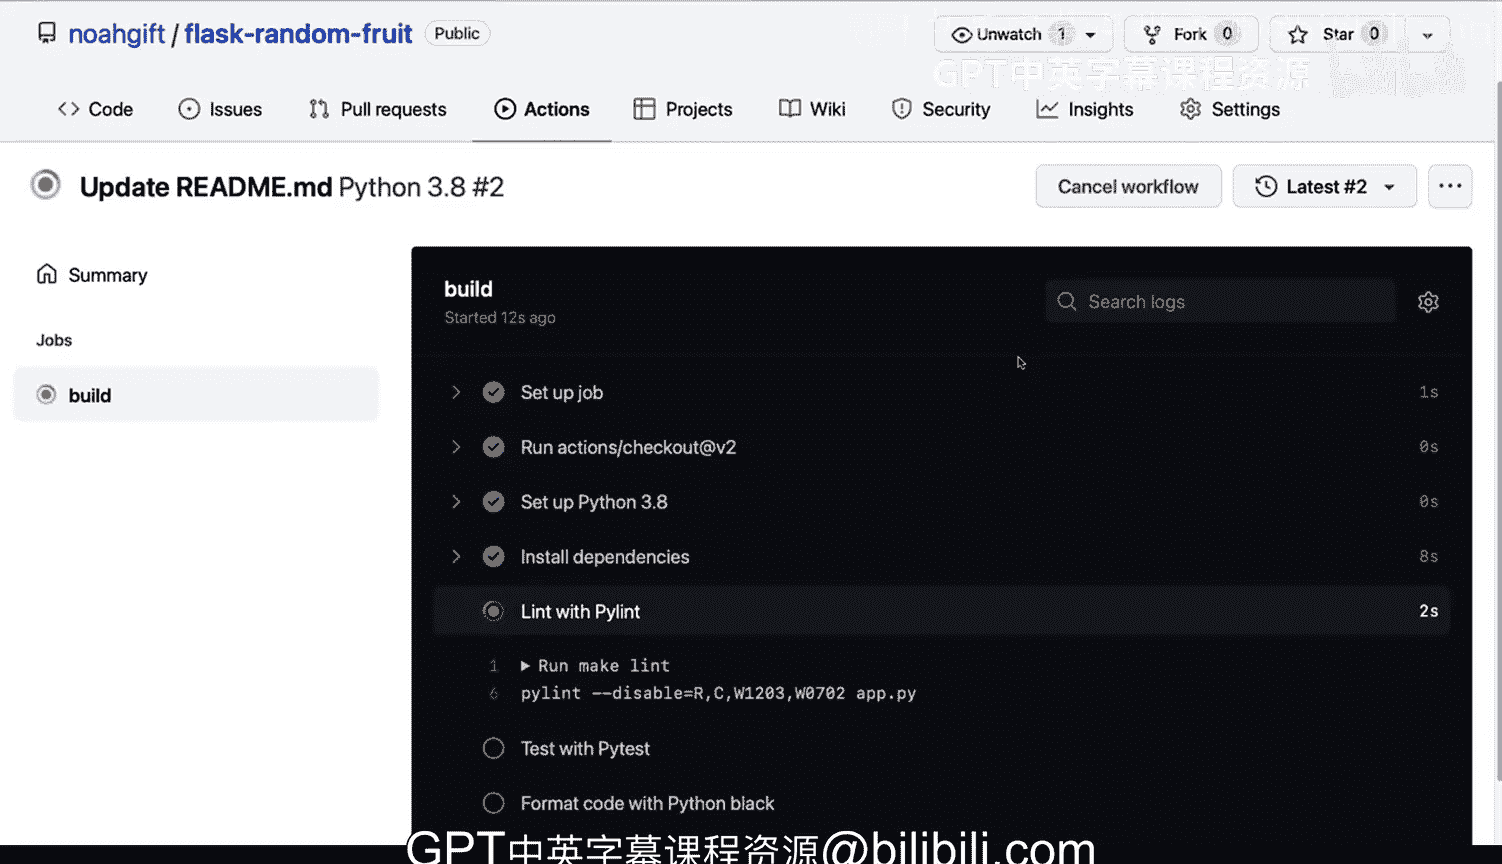 noahgift / flask-random-fruit Public
Unwatch 1 Fork 0 Star 0
GPT中英字幕课程资源
Code Issues Pull requests Actions Projects Wiki Security Insights Settings
Update README.md Python 3.8 #2
Cancel workflow Latest #2 ...
Summary
Jobs
build
build
Started 12s ago
Search logs
Set up job 1s
Run actions/checkout@v2 0s
Set up Python 3.8 0s
Install dependencies 8s
Lint with Pylint 2s
1 Run make lint
6 pylint --disable=R,C,W1203,W0702 app.py
Test with Pytest
Format code with Python black
GPT中英字幕课程资源@bilibili.com